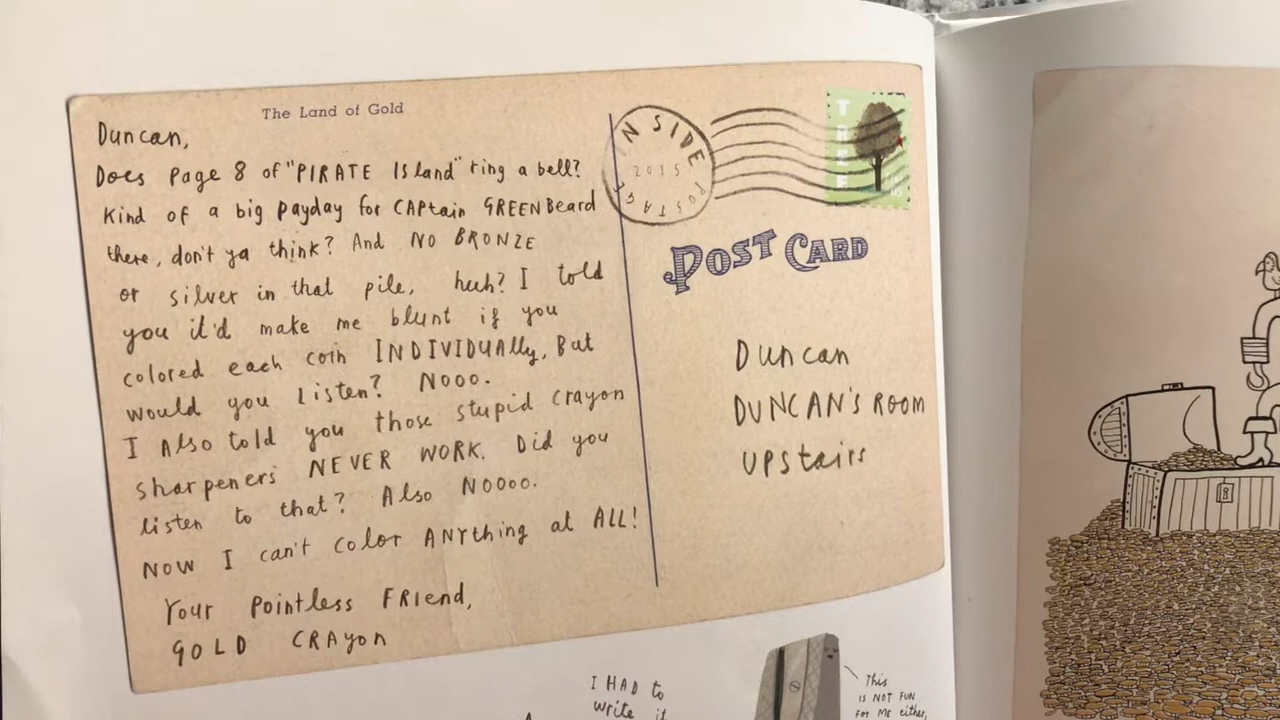 The Land of Gold
Duncan,
Does Page 8 of "PIRATE ISland" ring a bell?
Kind of a big payday for CAPtain GREENBeard
there, don't ya think? And NO BRONZE
or silver in that pile, huh? I told
you it'd make me blunt if you
colored each coin INDIVIDUAlly, But
would you listen? Nooo.
I Also told you those stupid crayon
sharpeners NEVER WORK. Did you
listen to that? Also Noooo.
NOW I can't color ANYthing at ALL!
Your Pointless FRIend,
GOLD CRAyon
INSIDE
2015
POSTAGE
TREE
POST CARD
Duncan
DUNCAN'S ROOM
UPstairs
I HAD to
write it
This
is NOT FUN
FOR ME either,